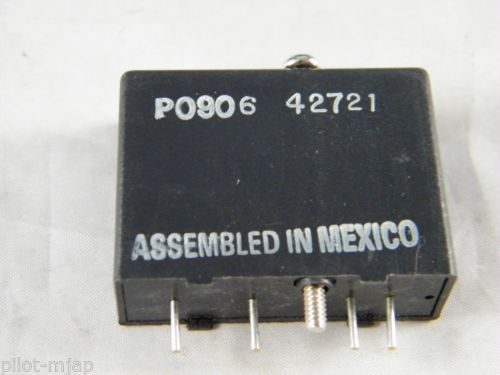 P0906 42721
ASSEMBLED IN MEXICO
pilot-mjap